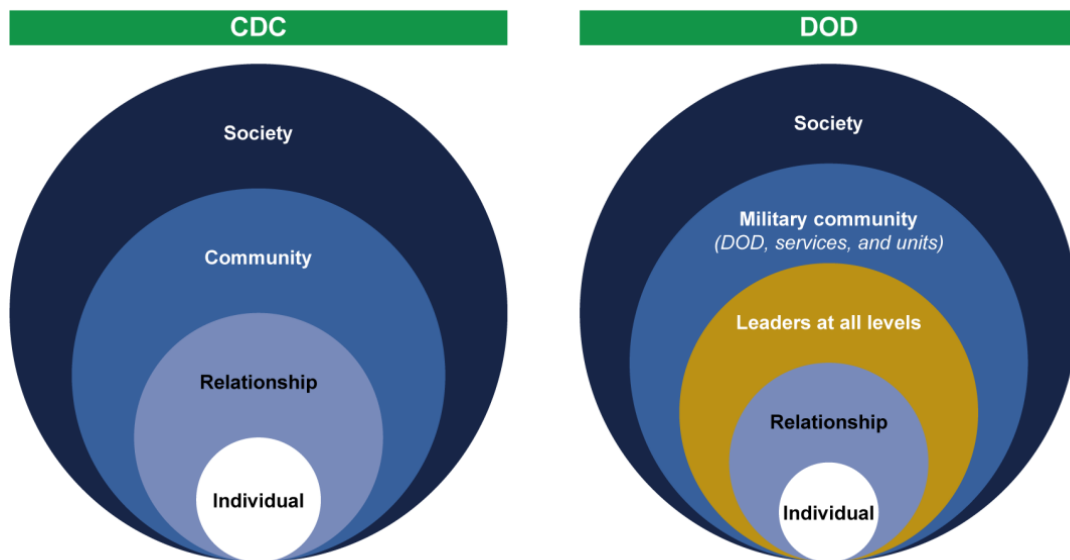 CDC
Society
Community
Relationship
Individual
DOD
Society
Military community
(DOD, services, and units)
Leaders at all levels
Relationship
Individual